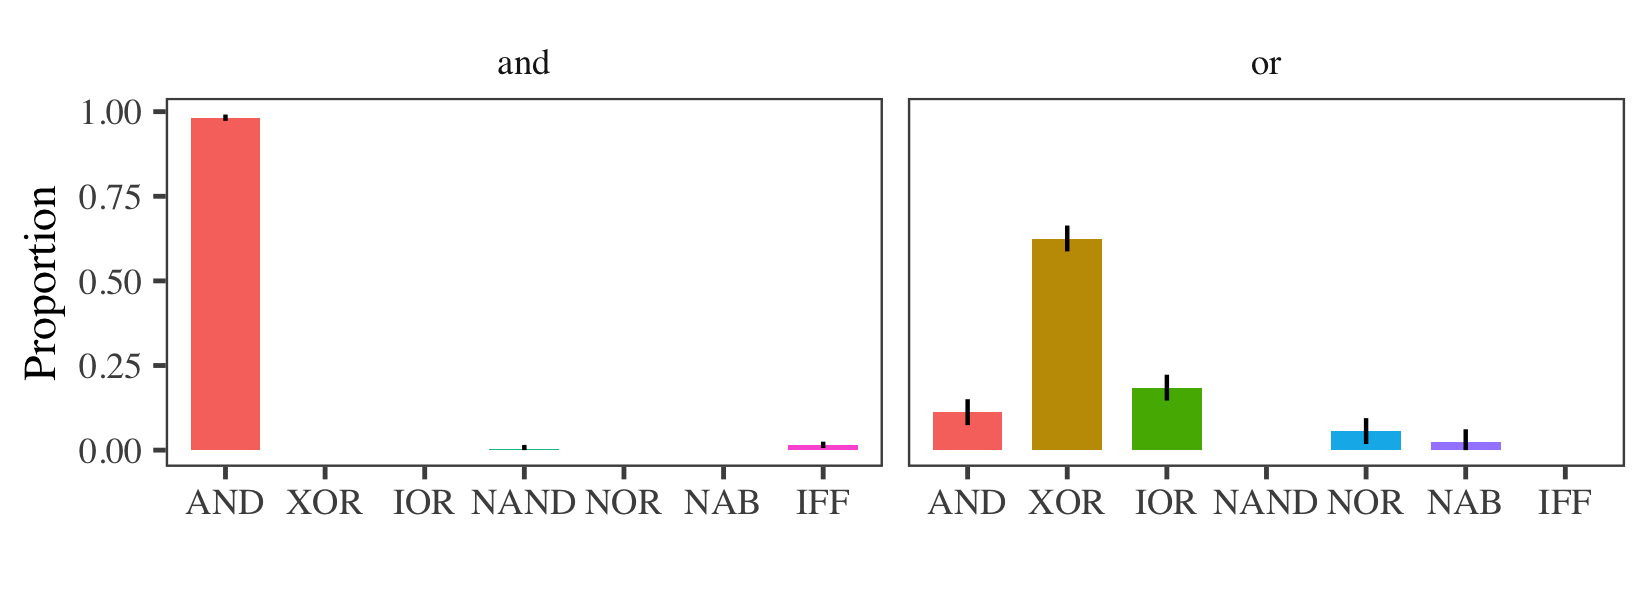 and or
Proportion
1.00
0.75
0.50
0.25
0.00
AND XOR IOR NAND NOR NAB IFF
AND XOR IOR NAND NOR NAB IFF